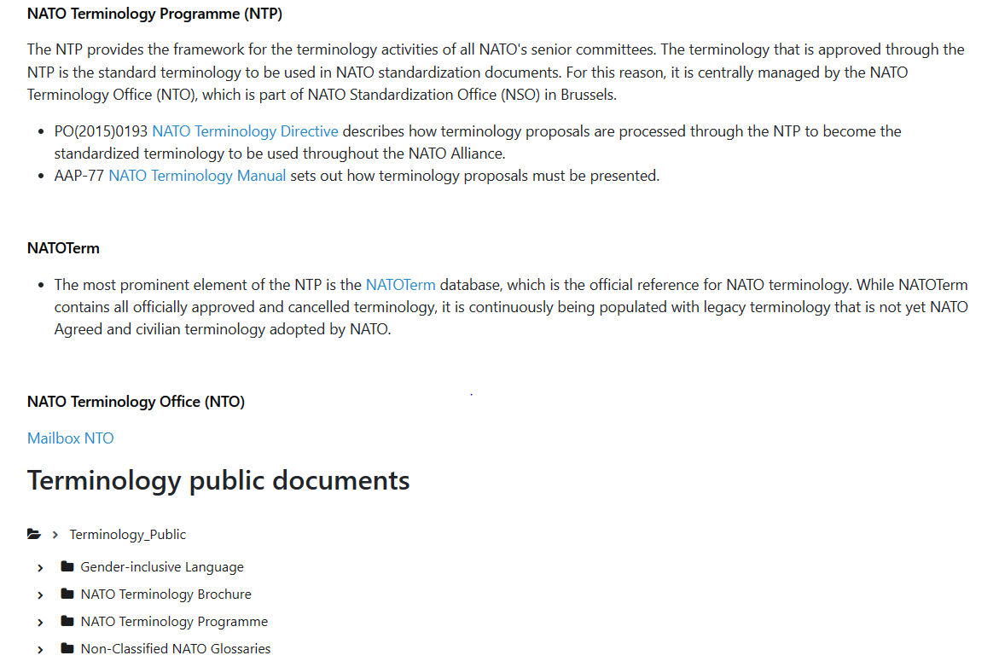 NATO Terminology Programme (NTP)
The NTP provides the framework for the terminology activities of all NATO's senior committees. The terminology that is approved through the
NTP is the standard terminology to be used in NATO standardization documents. For this reason, it is centrally managed by the NATO
Terminology Office (NTO), which is part of NATO Standardization Office (NSO) in Brussels.
• PO(2015)0193 NATO Terminology Directive describes how terminology proposals are processed through the NTP to become the
standardized terminology to be used throughout the NATO Alliance.
• AAP-77 NATO Terminology Manual sets out how terminology proposals must be presented.
NATOTerm
• The most prominent element of the NTP is the NATOTerm database, which is the official reference for NATO terminology. While NATOTerm
contains all officially approved and cancelled terminology, it is continuously being populated with legacy terminology that is not yet NATO
Agreed and civilian terminology adopted by NATO.
NATO Terminology Office (NTO)
Mailbox NTO
Terminology public documents
Terminology_Public
Gender-inclusive Language
NATO Terminology Brochure
NATO Terminology Programme
Non-Classified NATO Glossaries